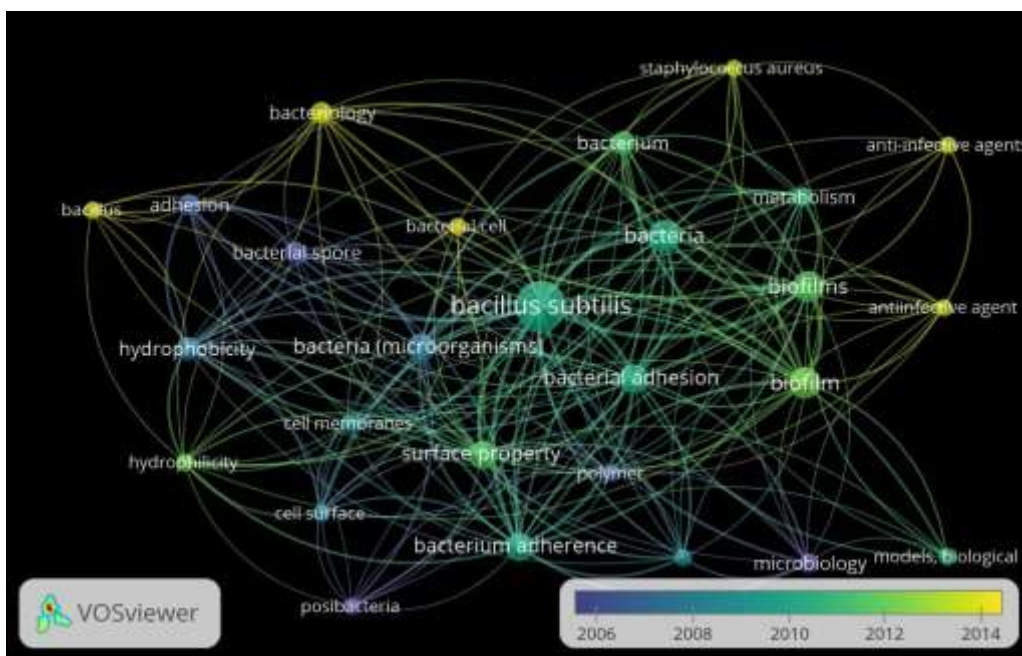 staphylococcus aureus
bacteriology
bacterium
anti-infective agents
metabolism
bacillus
adhesion
bacterial cell
bacteria
bacterial spore
biofilms
bacillus subtilis
antiinfective agent
hydrophobicity
bacteria (microorganisms)
bacterial adhesion
biofilm
cell membranes
surface property
hydrophilicity
polymer
cell surface
bacterium adherence
microbiology
models, biological
posibacteria
VOSviewer
2006 2008 2010 2012 2014